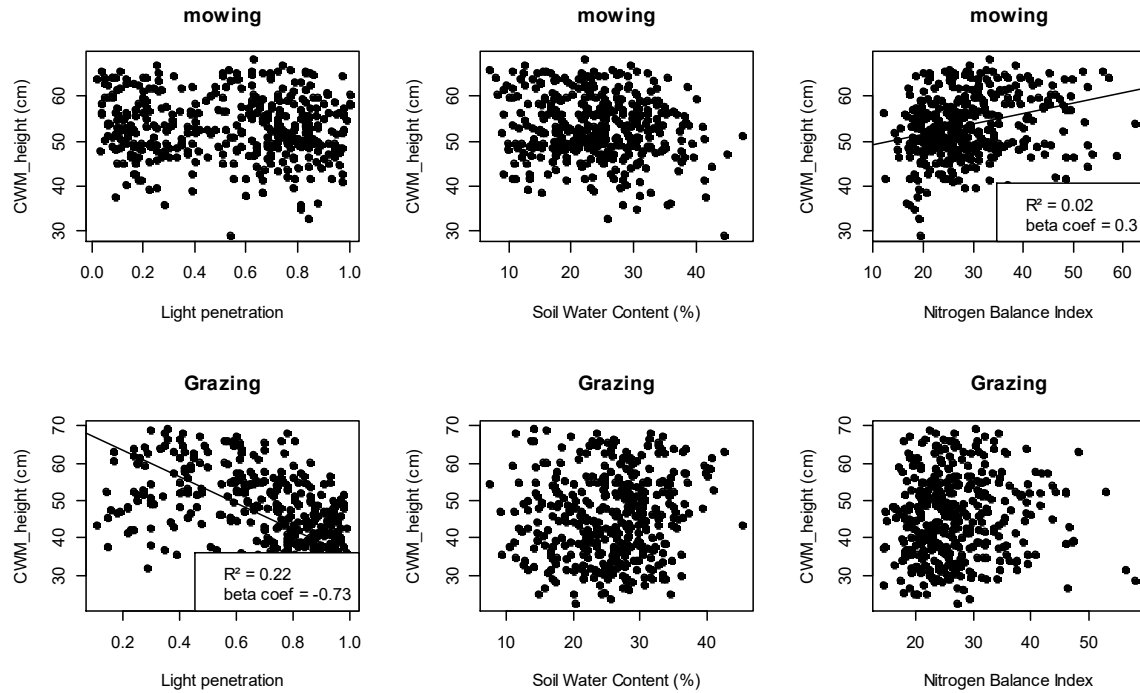 mowing
CWM_height (cm)
60
50
40
30
0.0 0.2 0.4 0.6 0.8 1.0
Light penetration
mowing
CWM_height (cm)
60
50
40
30
10 20 30 40
Soil Water Content (%)
mowing
CWM_height (cm)
60
50
40
30
R² = 0.02
beta coef = 0.3
10 20 30 40 50 60
Nitrogen Balance Index
Grazing
CWM_height (cm)
70
60
50
40
30
R² = 0.22
beta coef = -0.73
0.2 0.4 0.6 0.8 1.0
Light penetration
Grazing
CWM_height (cm)
70
60
50
40
30
10 20 30 40
Soil Water Content (%)
Grazing
CWM_height (cm)
70
60
50
40
30
20 30 40 50
Nitrogen Balance Index